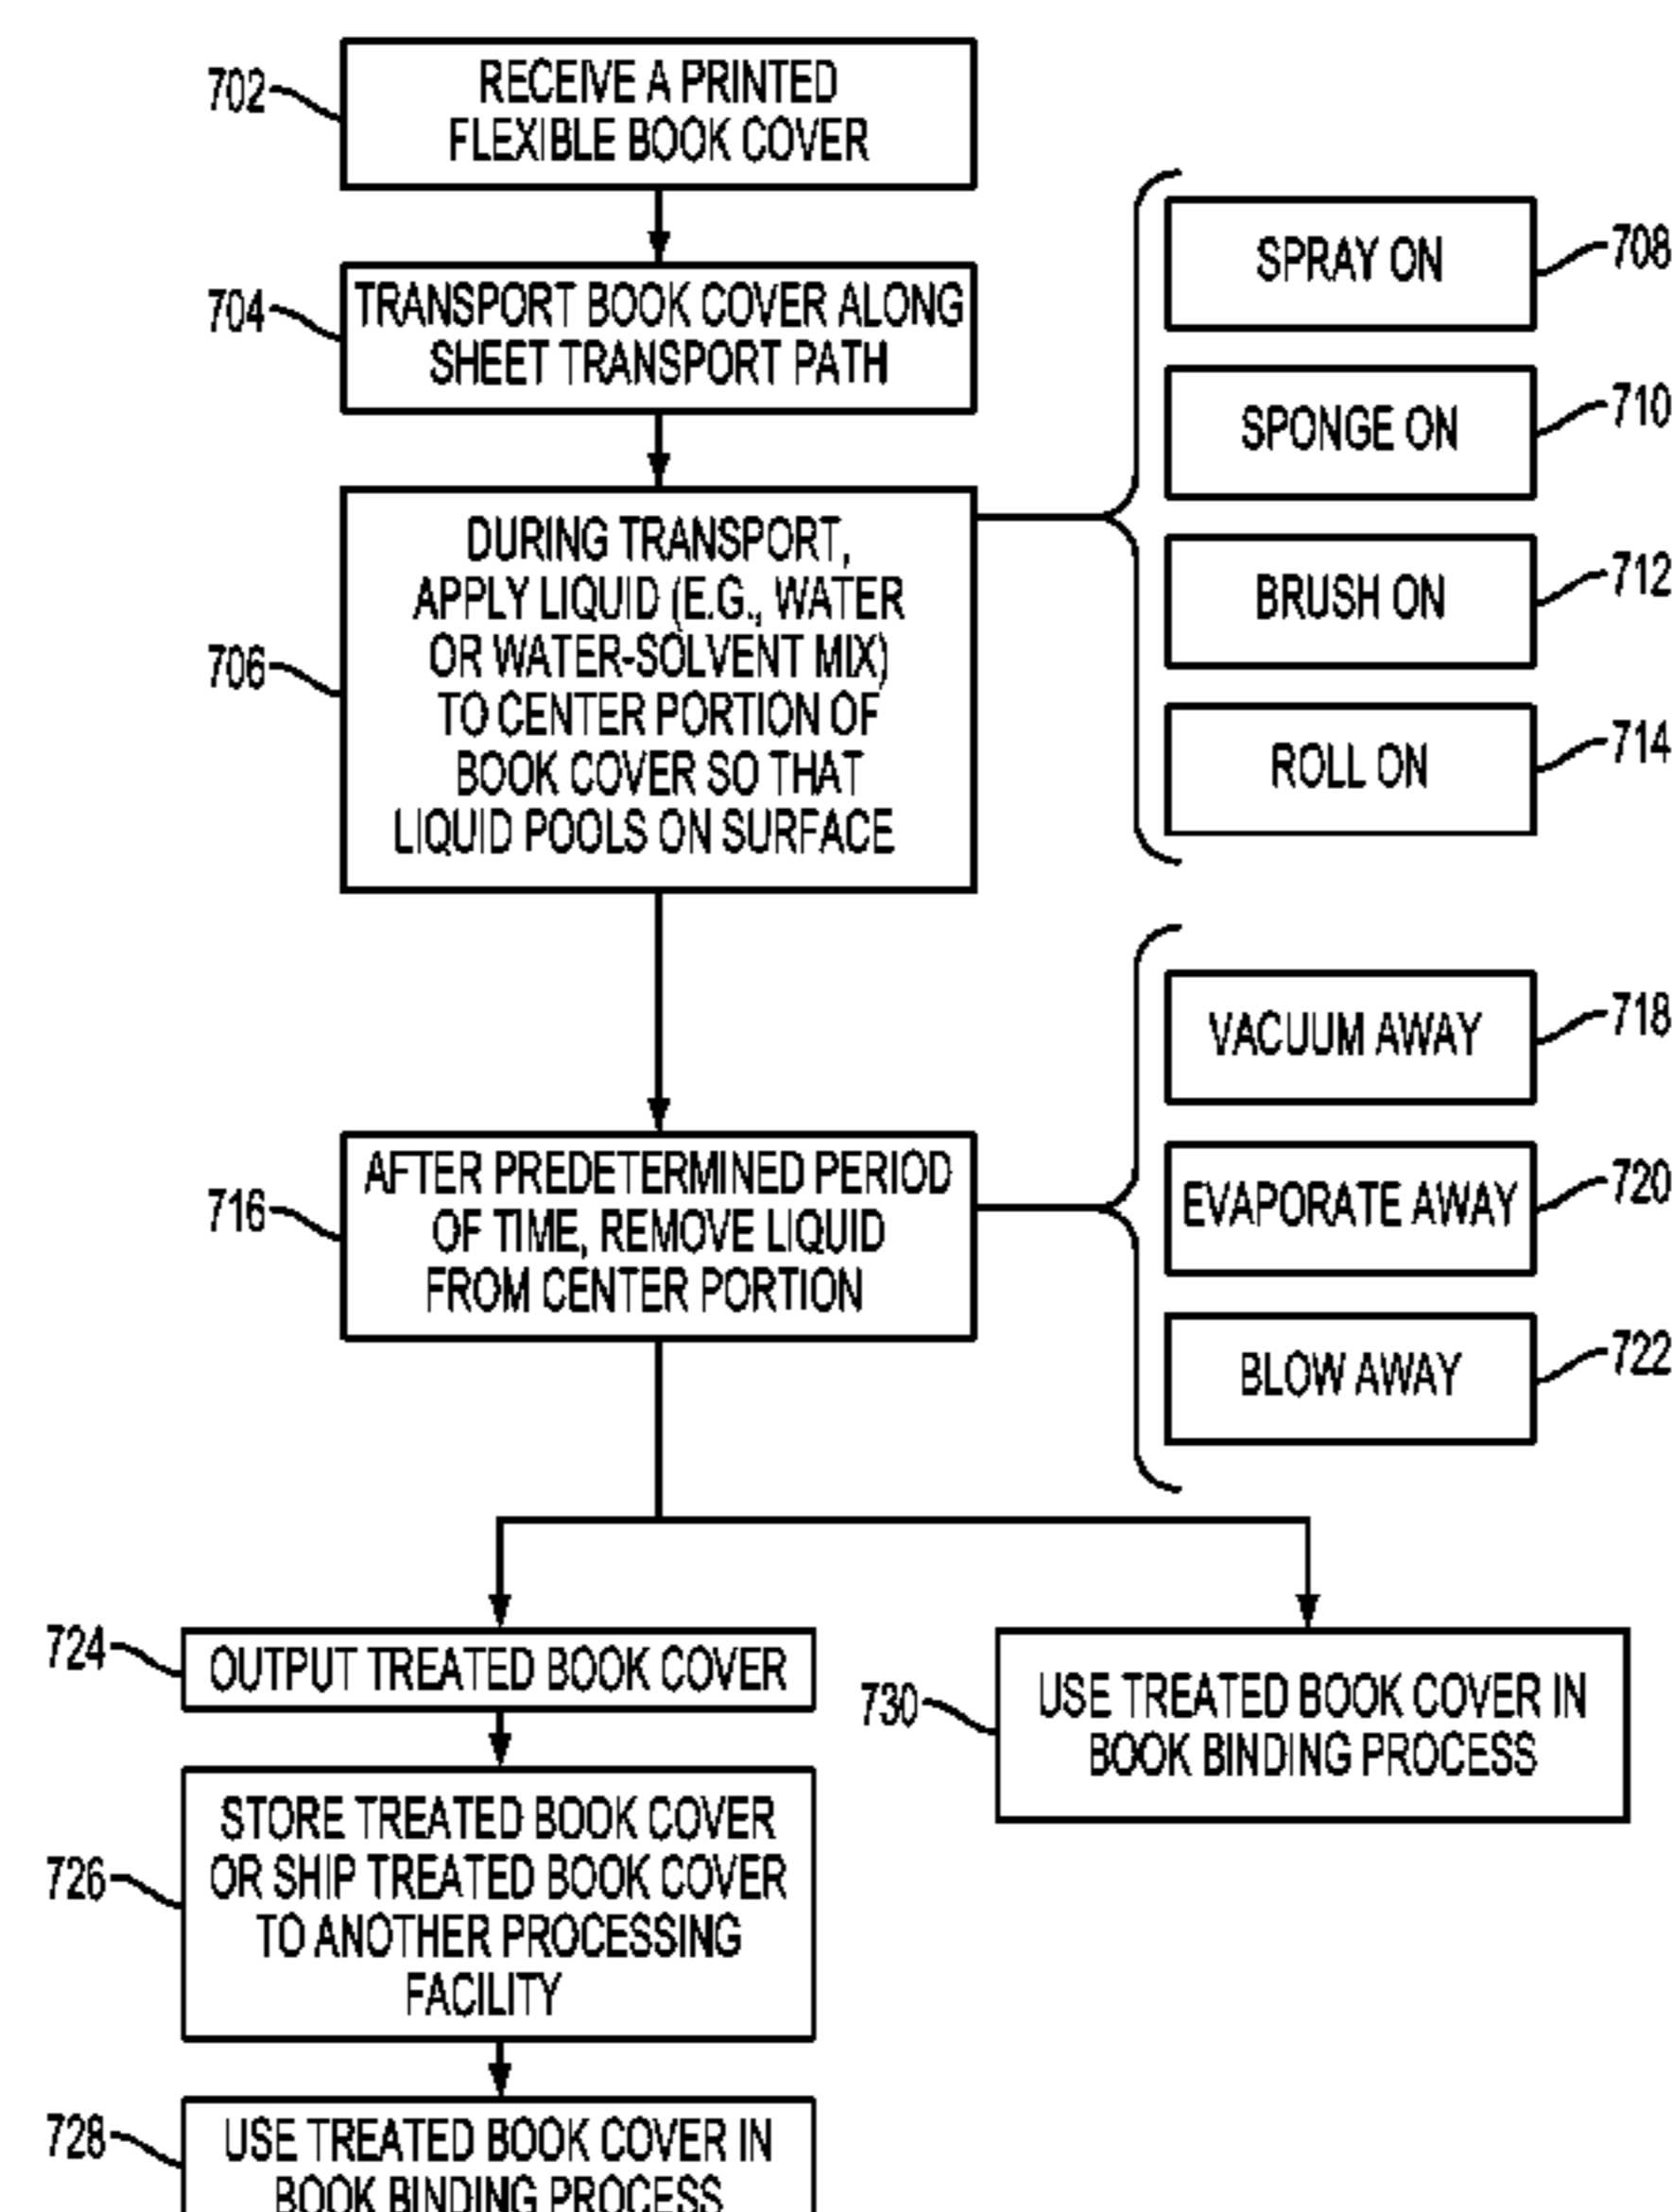 702
RECEIVE A PRINTED
FLEXIBLE BOOK COVER
704
TRANSPORT BOOK COVER ALONG
SHEET TRANSPORT PATH
706
DURING TRANSPORT,
APPLY LIQUID (E.G., WATER
OR WATER-SOLVENT MIX)
TO CENTER PORTION OF
BOOK COVER SO THAT
LIQUID POOLS ON SURFACE
SPRAY ON
708
SPONGE ON
710
BRUSH ON
712
ROLL ON
714
716
AFTER PREDETERMINED PERIOD
OF TIME, REMOVE LIQUID
FROM CENTER PORTION
VACUUM AWAY
718
EVAPORATE AWAY
720
BLOW AWAY
722
724
OUTPUT TREATED BOOK COVER
726
STORE TREATED BOOK COVER
OR SHIP TREATED BOOK COVER
TO ANOTHER PROCESSING
FACILITY
728
USE TREATED BOOK COVER IN
BOOK BINDING PROCESS
730
USE TREATED BOOK COVER IN
BOOK BINDING PROCESS